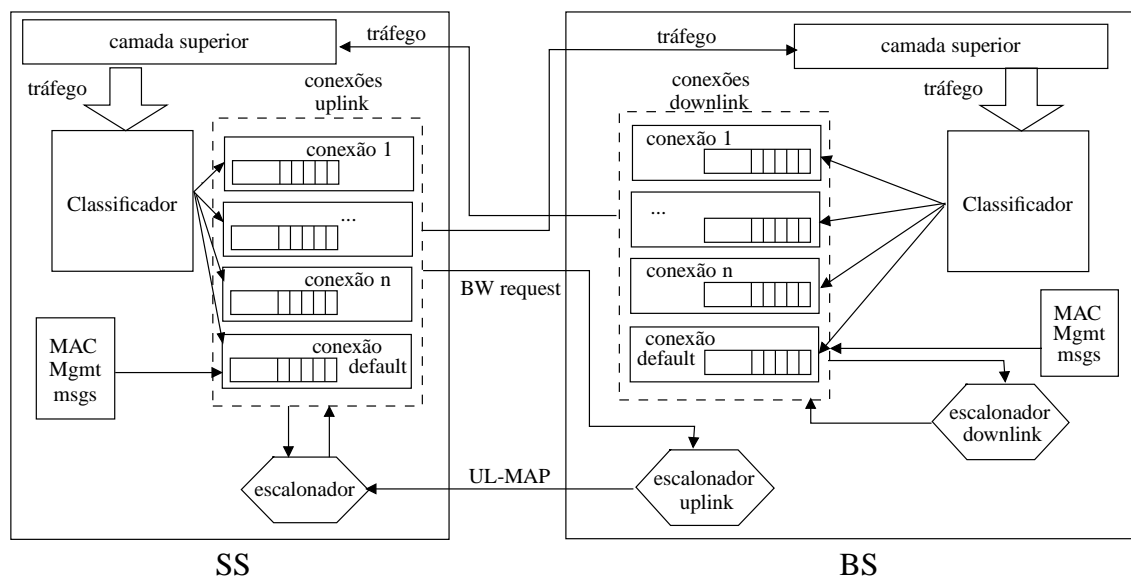 camada superior
tráfego
tráfego
conexões
uplink
Classificador
conexão 1
...
conexão n
conexão
default
MAC
Mgmt
msgs
escalonador
SS
tráfego
BW request
UL-MAP
camada superior
tráfego
conexões
downlink
conexão 1
...
conexão n
conexão
default
Classificador
MAC
Mgmt
msgs
escalonador
downlink
escalonador
uplink
BS